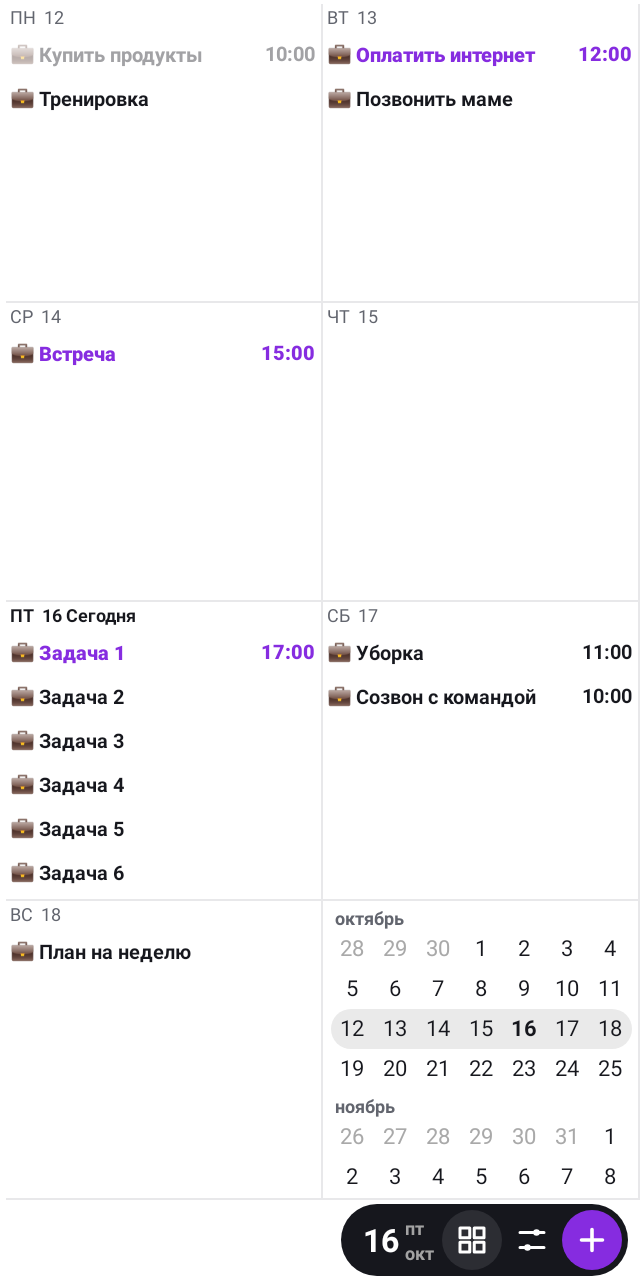 ПН 12
Купить продукты 10:00
Тренировка
ВТ 13
Оплатить интернет 12:00
Позвонить маме
СР 14
Встреча 15:00
ЧТ 15
ПТ 16 Сегодня
Задача 1 17:00
Задача 2
Задача 3
Задача 4
Задача 5
Задача 6
СБ 17
Уборка 11:00
Созвон с командой 10:00
ВС 18
План на неделю
октябрь
28 29 30 1 2 3 4
5 6 7 8 9 10 11
12 13 14 15 16 17 18
19 20 21 22 23 24 25
ноябрь
26 27 28 29 30 31 1
2 3 4 5 6 7 8
16 пт
окт